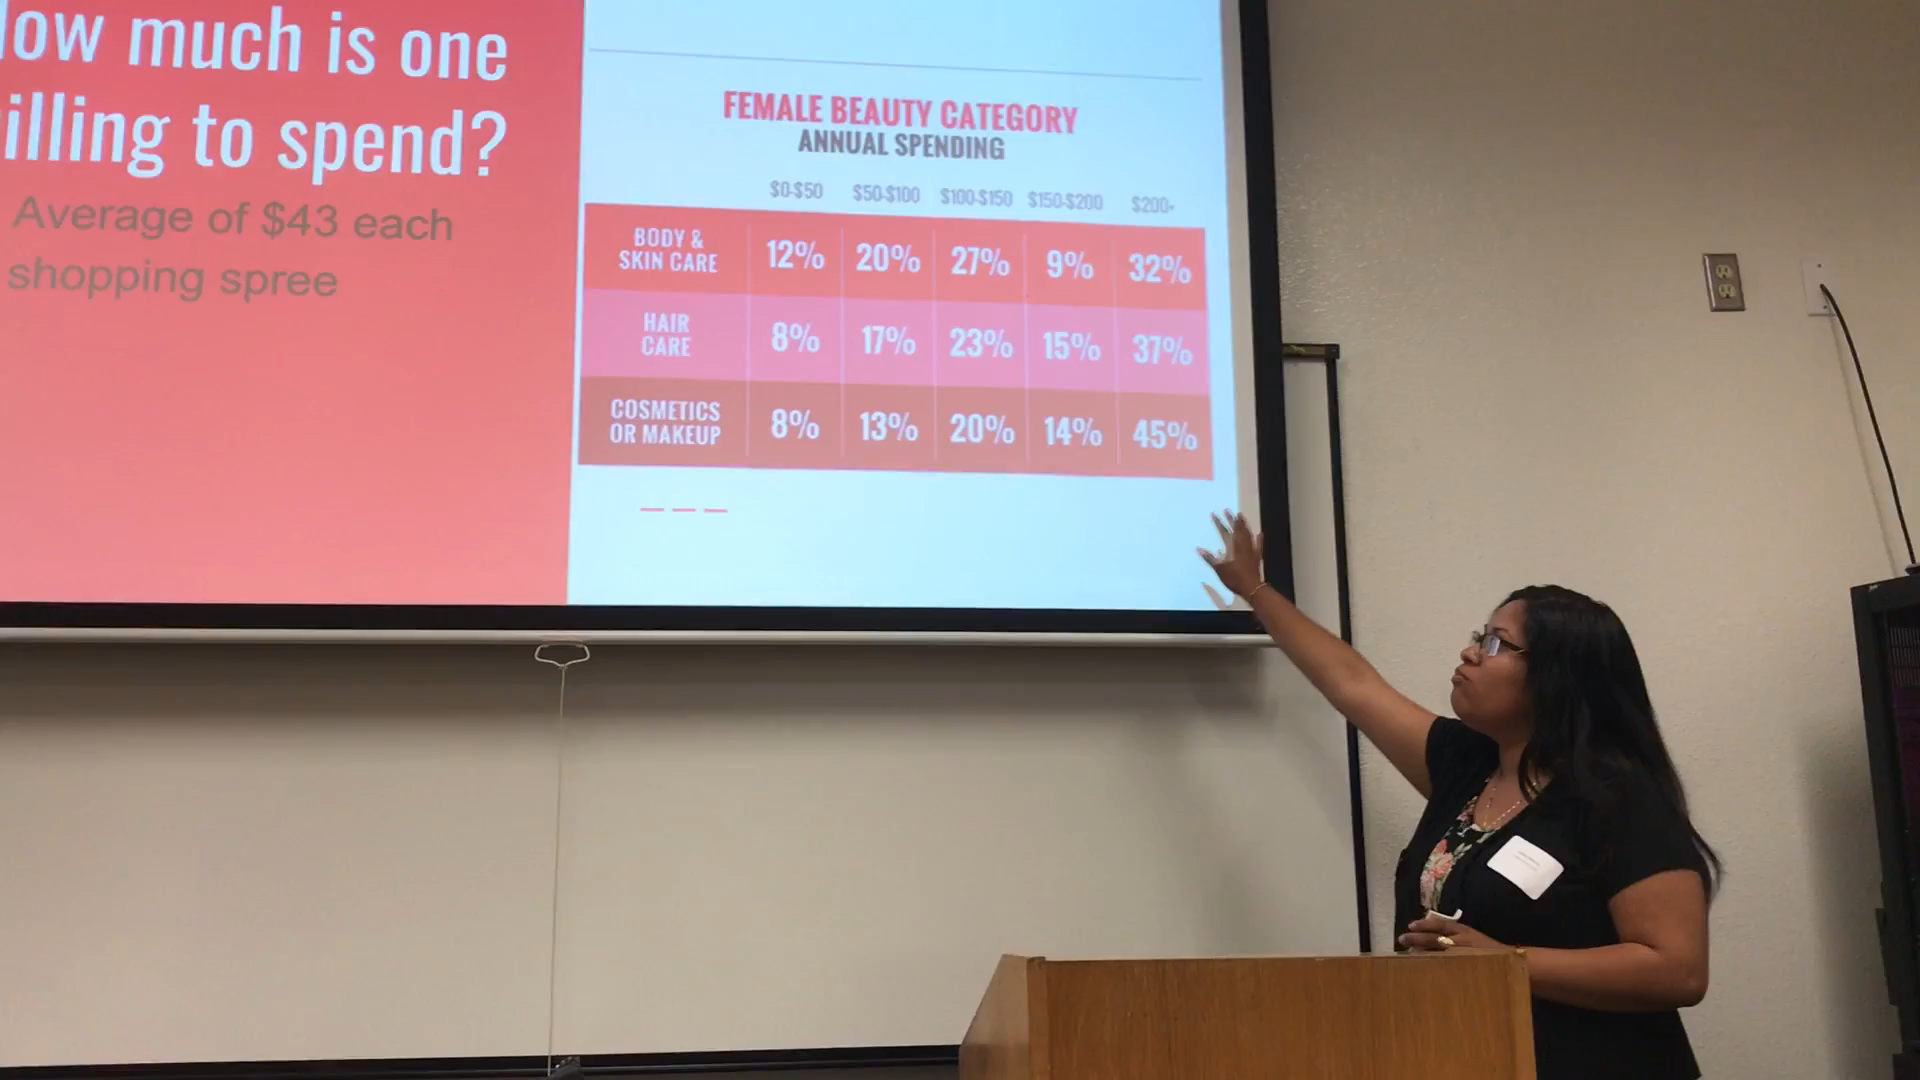 How much is one
willing to spend?
Average of $43 each
shopping spree
FEMALE BEAUTY CATEGORY
ANNUAL SPENDING
$0-$50 $50-$100 $100-$150 $150-$200 $200+
BODY &
SKIN CARE 12% 20% 27% 9% 32%
HAIR
CARE 8% 17% 23% 15% 37%
COSMETICS
OR MAKEUP 8% 13% 20% 14% 45%